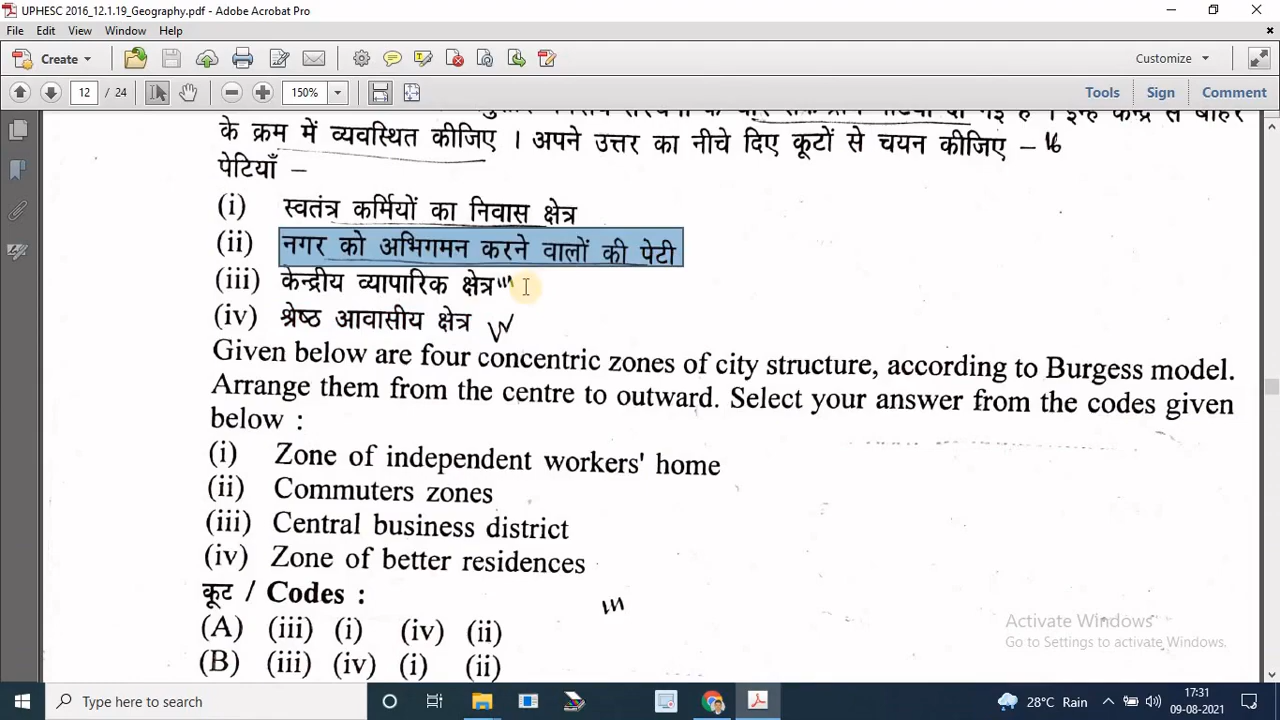 UPHESC 2016_12.1.19_Geography.pdf - Adobe Acrobat Pro
File Edit View Window Help
Create
Customize
12 / 24
150%
Tools Sign Comment
के क्रम में व्यवस्थित कीजिए । अपने उत्तर का नीचे दिए कूटों से चयन कीजिए –
पेटियाँ –
(i) स्वतंत्र कर्मियों का निवास क्षेत्र
(ii) नगर को अभिगमन करने वालों की पेटी
(iii) केन्द्रीय व्यापारिक क्षेत्र
(iv) श्रेष्ठ आवासीय क्षेत्र
Given below are four concentric zones of city structure, according to Burgess model.
Arrange them from the centre to outward. Select your answer from the codes given
below :
(i) Zone of independent workers' home
(ii) Commuters zones
(iii) Central business district
(iv) Zone of better residences
कूट / Codes :
(A) (iii) (i) (iv) (ii)
(B) (iii) (iv) (i) (ii)
Activate Windows
Go to Settings to activate Windows.
Type here to search
28°C Rain
17:31
09-08-2021